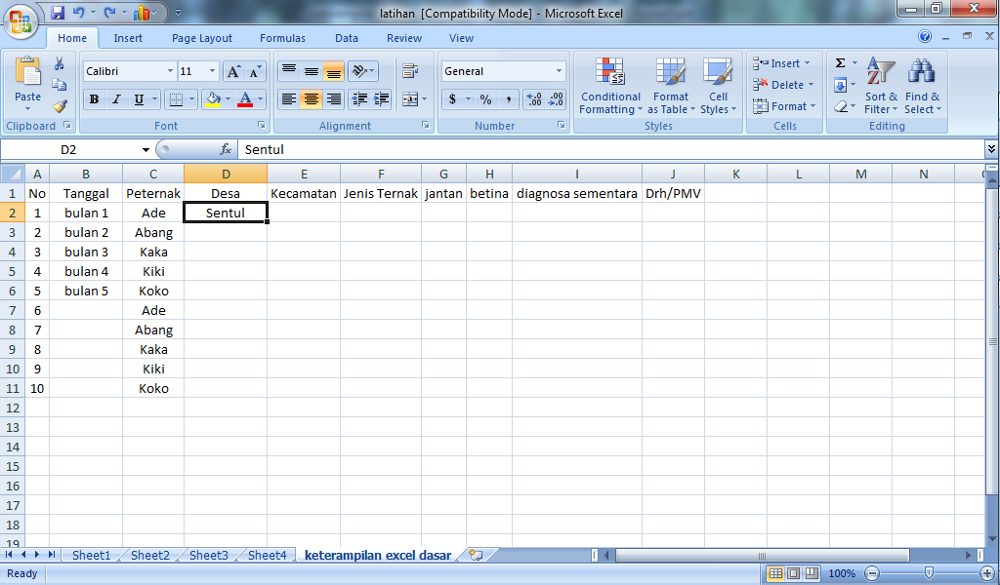 latihan [Compatibility Mode] - Microsoft Excel
Home Insert Page Layout Formulas Data Review View
Paste
Clipboard
Calibri 11
B I U
Font
Alignment
General
$ % ,
Number
Conditional Formatting
Format as Table
Cell Styles
Styles
Insert
Delete
Format
Cells
Σ
Sort & Filter
Find & Select
Editing
D2 fx Sentul
A B C D E F G H I J K L M N
1 No Tanggal Peternak Desa Kecamatan Jenis Ternak jantan betina diagnosa sementara Drh/PMV
2 1 bulan 1 Ade Sentul
3 2 bulan 2 Abang
4 3 bulan 3 Kaka
5 4 bulan 4 Kiki
6 5 bulan 5 Koko
7 6 Ade
8 7 Abang
9 8 Kaka
10 9 Kiki
11 10 Koko
12
13
14
15
16
17
18
19
Sheet1 Sheet2 Sheet3 Sheet4 keterampilan excel dasar
Ready 100%